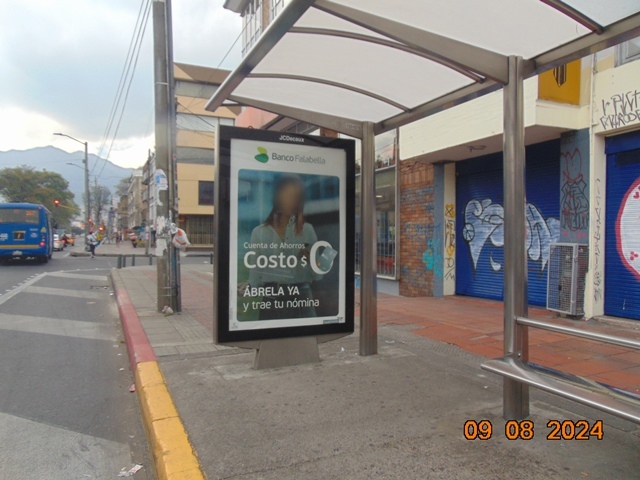 JCDecaux
Banco Falabella
Cuenta de Ahorros
Costo $0
ÁBRELA YA
y trae tu nómina
09 08 2024